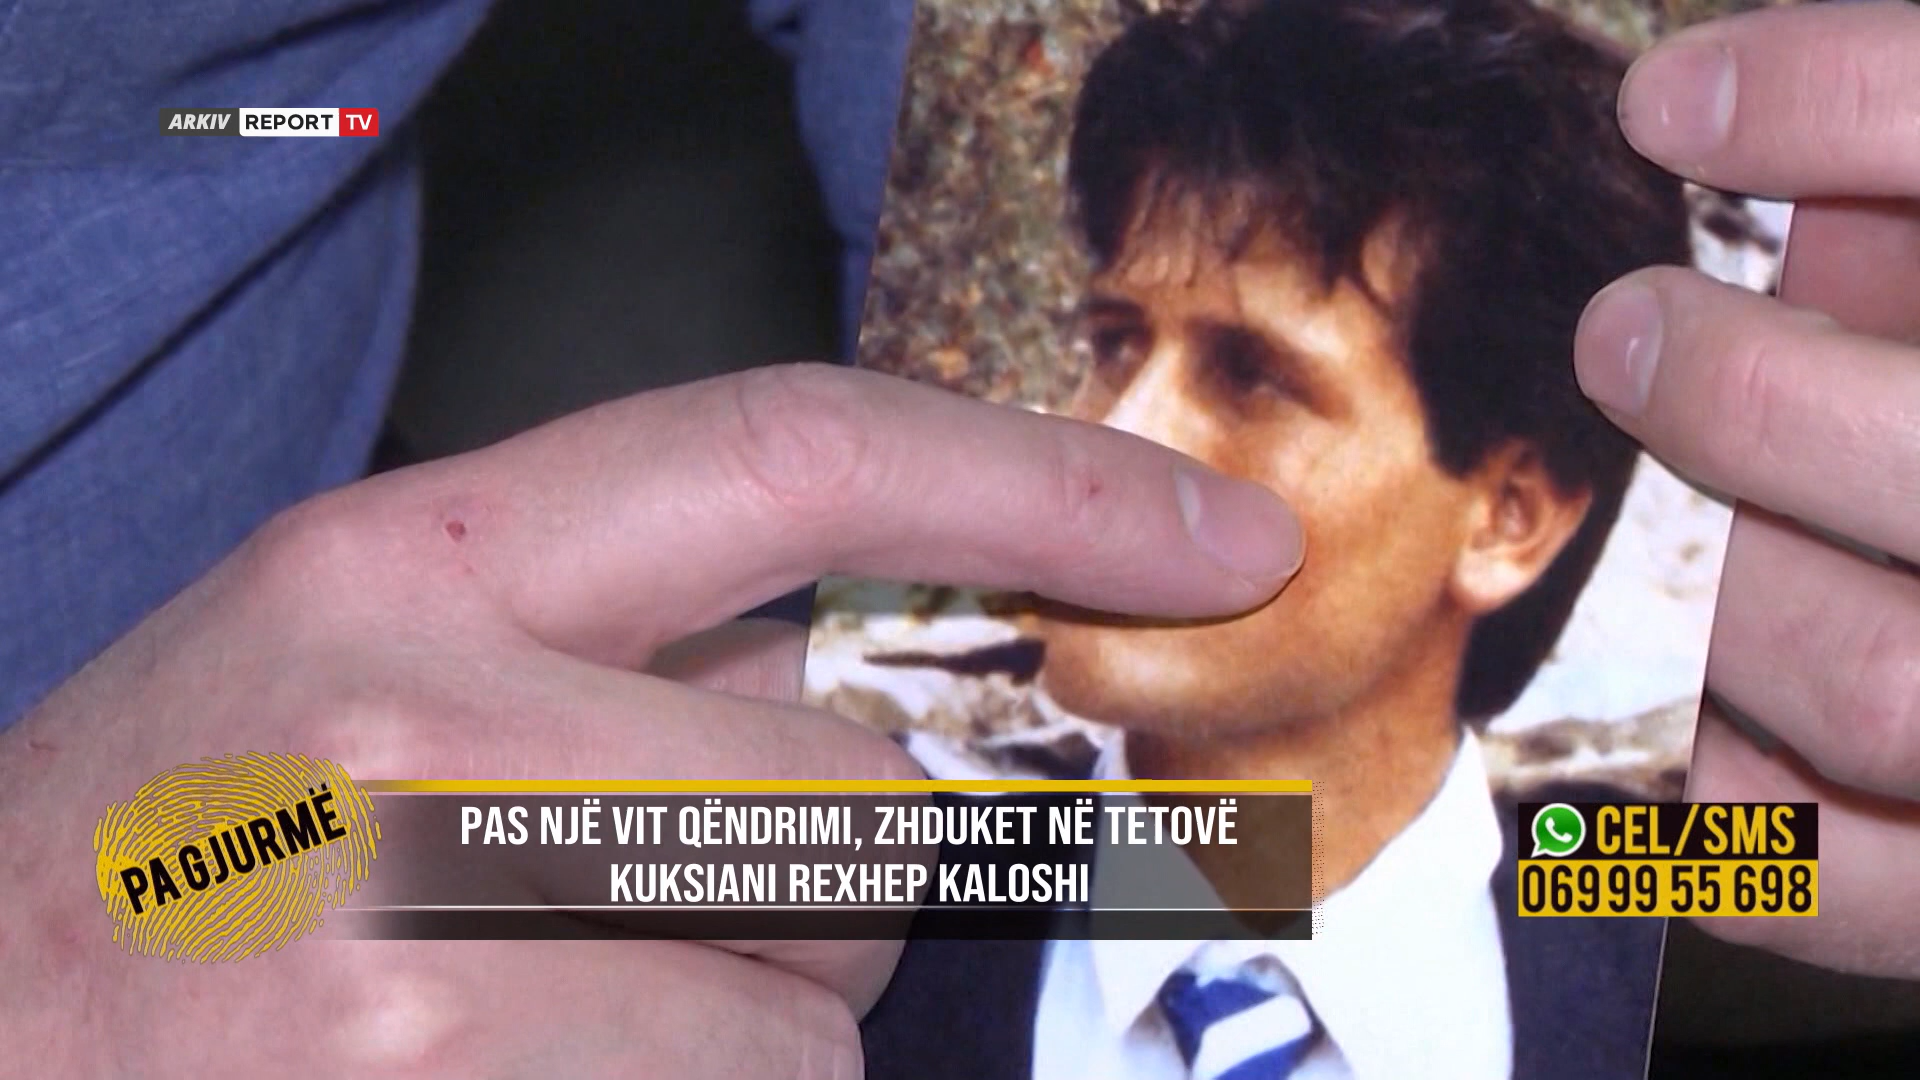 ARKIV REPORT TV
PAS NJË VIT QËNDRIMI, ZHDUKET NË TETOVË
KUKSIANI REXHEP KALOSHI
PA GJURMË
CEL/SMS
069 99 55 698